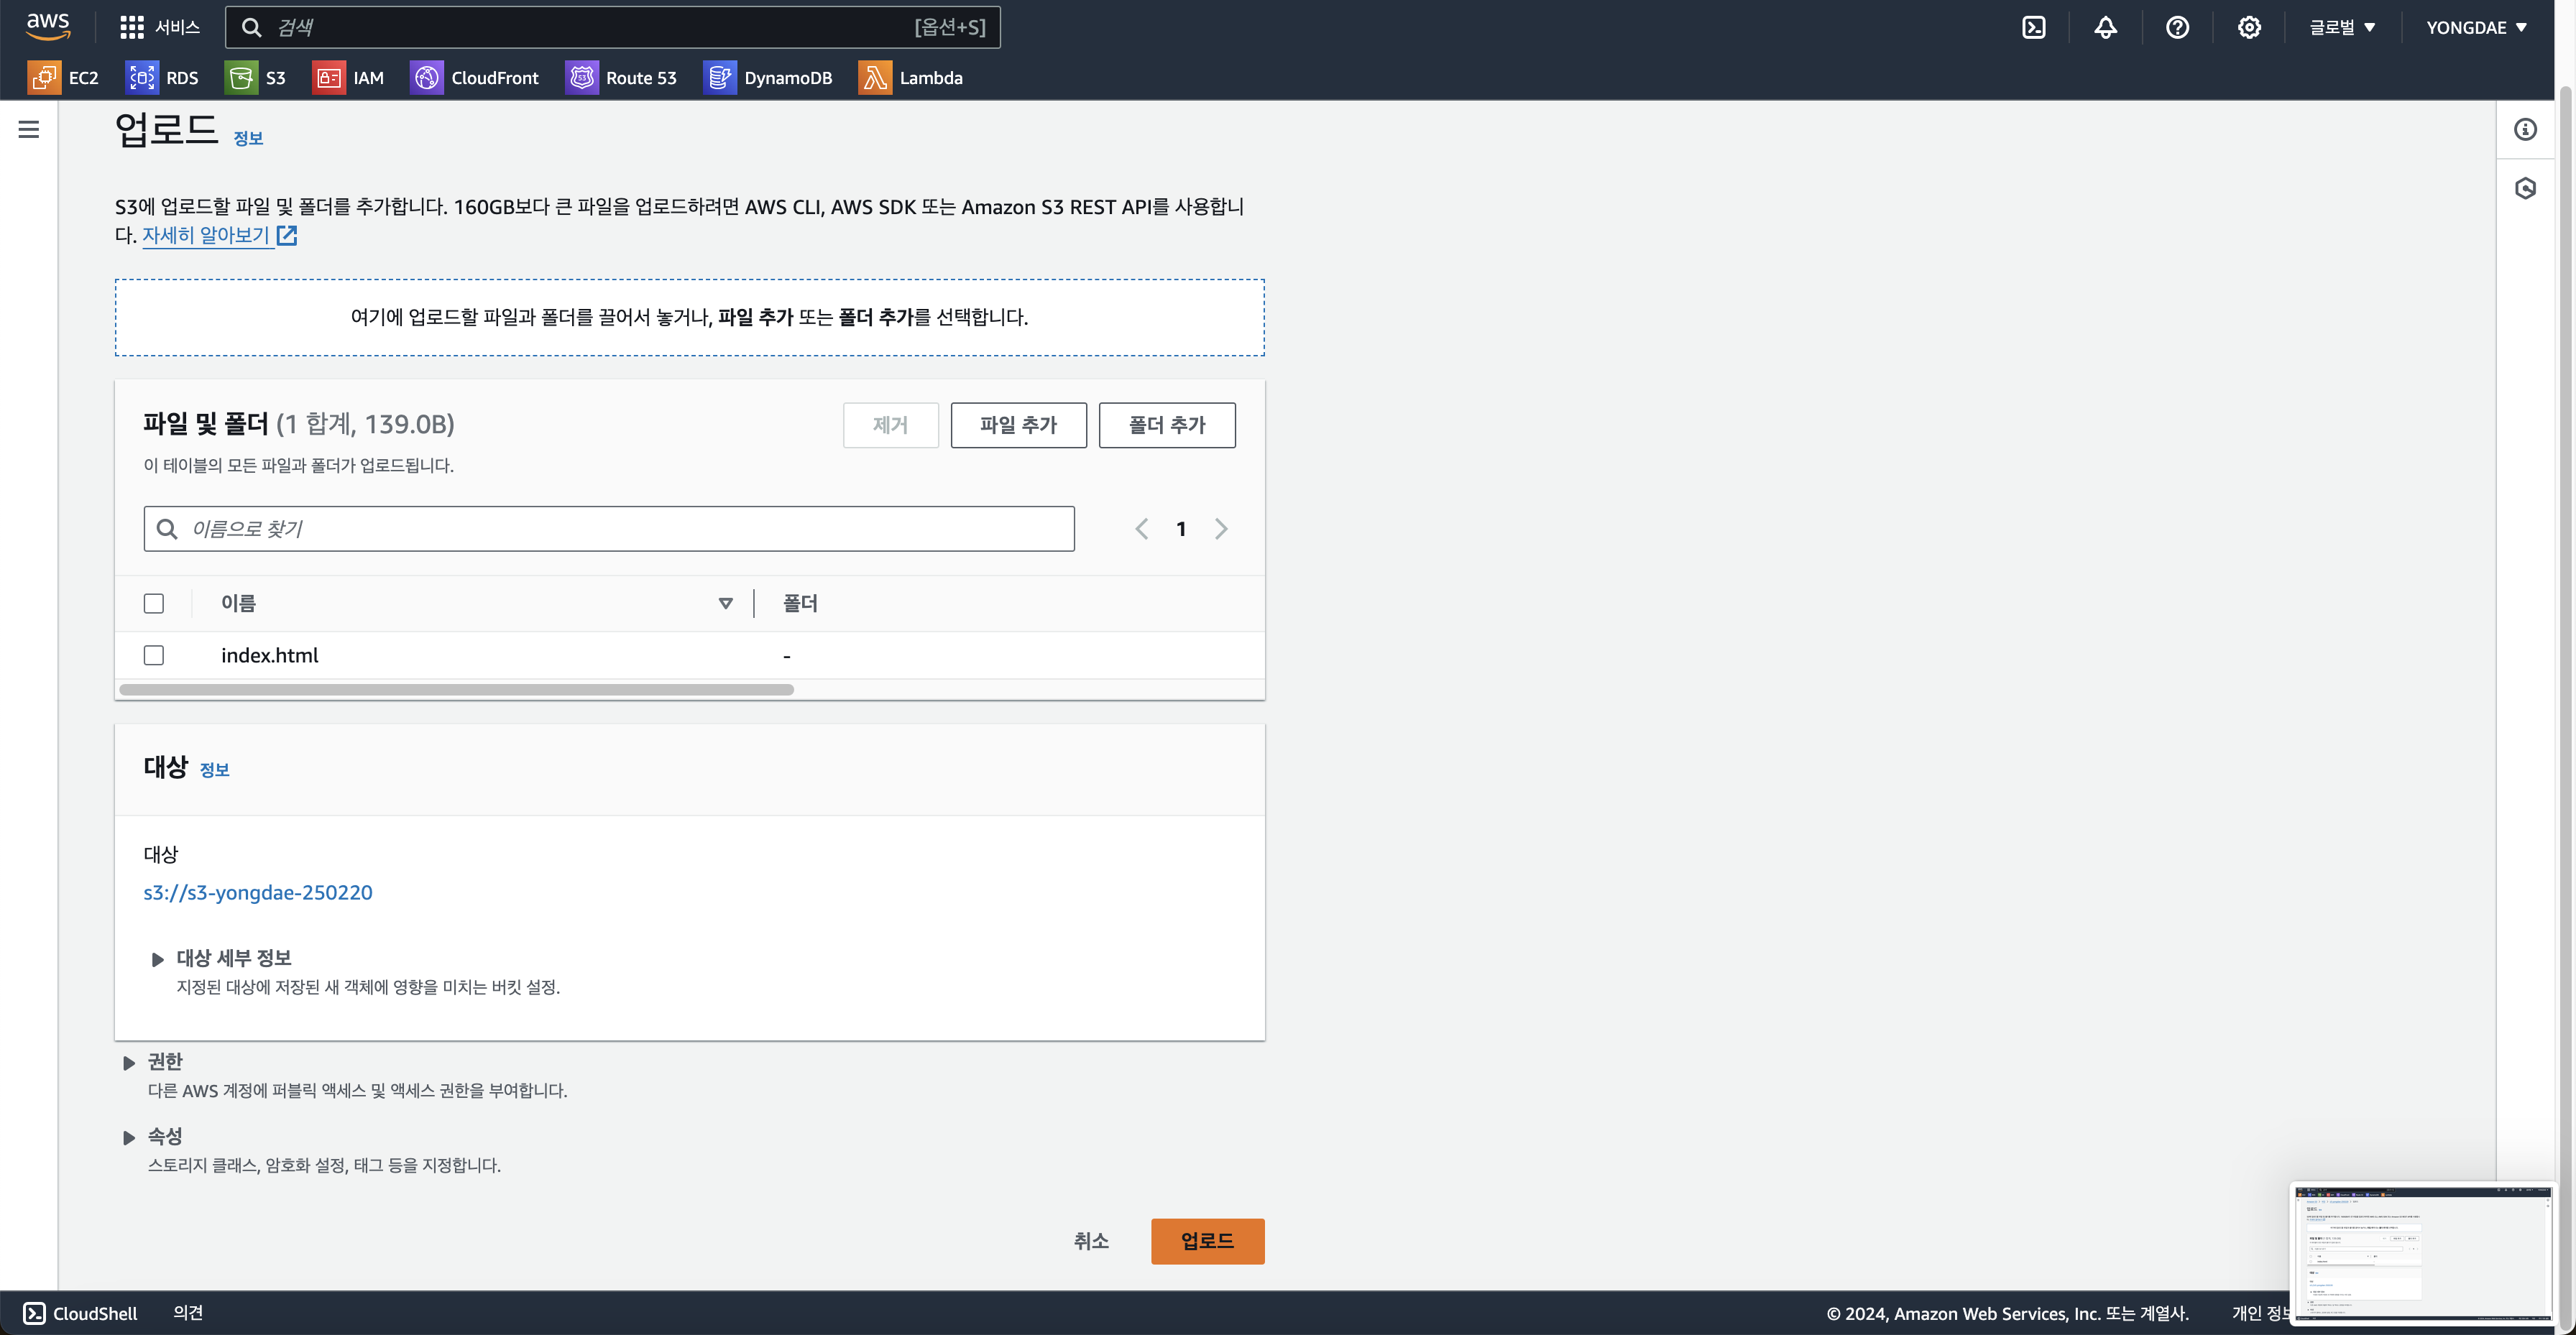 aws
서비스
검색
[옵션+S]
글로벌
YONGDAE
EC2
RDS
S3
IAM
CloudFront
Route 53
DynamoDB
Lambda
업로드 정보
S3에 업로드할 파일 및 폴더를 추가합니다. 160GB보다 큰 파일을 업로드하려면 AWS CLI, AWS SDK 또는 Amazon S3 REST API를 사용합니
다. 자세히 알아보기
여기에 업로드할 파일과 폴더를 끌어서 놓거나, 파일 추가 또는 폴더 추가를 선택합니다.
파일 및 폴더 (1 합계, 139.0B)
제거
파일 추가
폴더 추가
이 테이블의 모든 파일과 폴더가 업로드됩니다.
이름으로 찾기
1
이름
폴더
index.html
-
대상 정보
대상
s3://s3-yongdae-250220
대상 세부 정보
지정된 대상에 저장된 새 객체에 영향을 미치는 버킷 설정.
권한
다른 AWS 계정에 퍼블릭 액세스 및 액세스 권한을 부여합니다.
속성
스토리지 클래스, 암호화 설정, 태그 등을 지정합니다.
취소
업로드
CloudShell
의견
© 2024, Amazon Web Services, Inc. 또는 계열사.
개인 정보